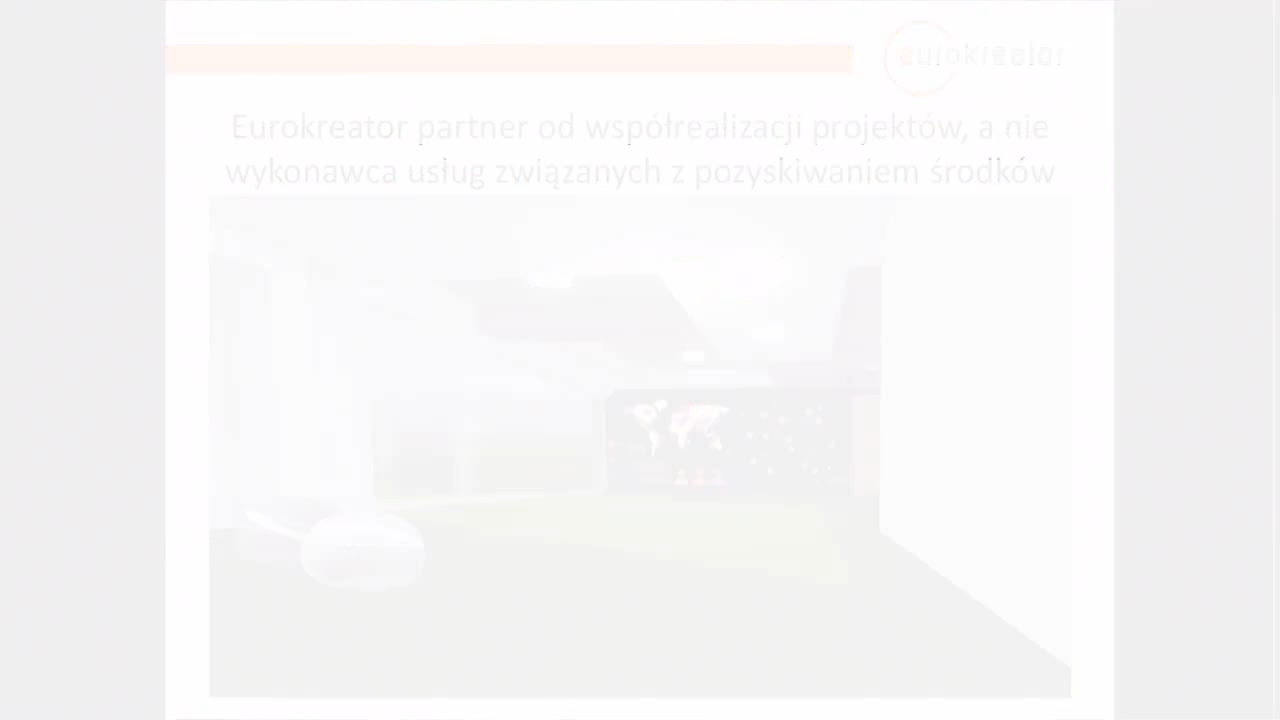 eurokreator
Eurokreator partner od współrealizacji projektów, a nie
wykonawca usług związanych z pozyskiwaniem środków